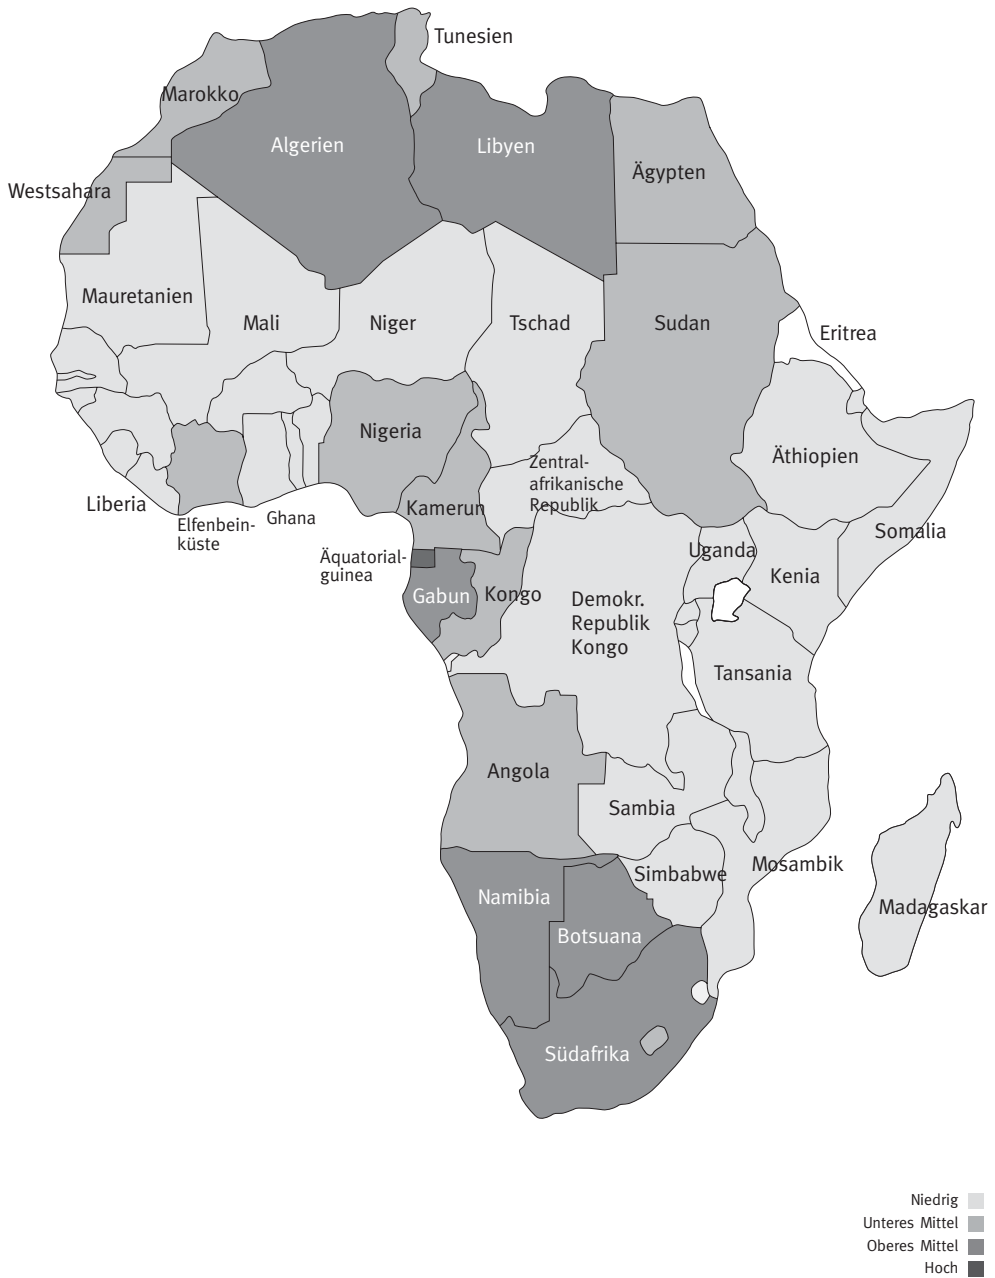 Tunesien
Marokko
Algerien
Libyen
Ägypten
Westsahara
Mauretanien
Mali
Niger
Tschad
Sudan
Eritrea
Nigeria
Äthiopien
Zentral-
afrikanische
Republik
Liberia
Elfenbein-
küste
Ghana
Kamerun
Somalia
Uganda
Äquatorial-
guinea
Kenia
Gabun
Kongo
Demokr.
Republik
Kongo
Tansania
Angola
Sambia
Mosambik
Simbabwe
Namibia
Botsuana
Madagaskar
Südafrika
Niedrig
Unteres Mittel
Oberes Mittel
Hoch